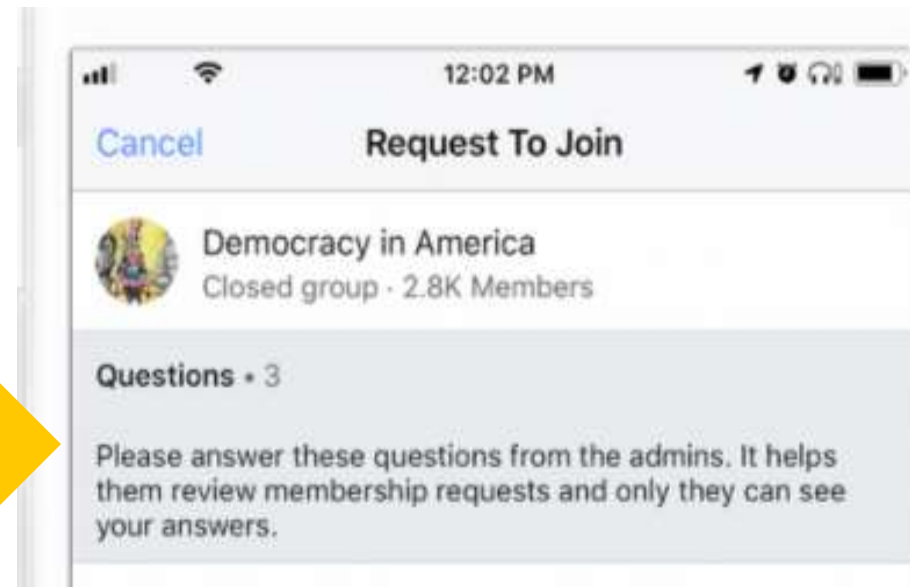 12:02 PM
Cancel Request To Join
Democracy in America
Closed group · 2.8K Members
Questions • 3
Please answer these questions from the admins. It helps
them review membership requests and only they can see
your answers.